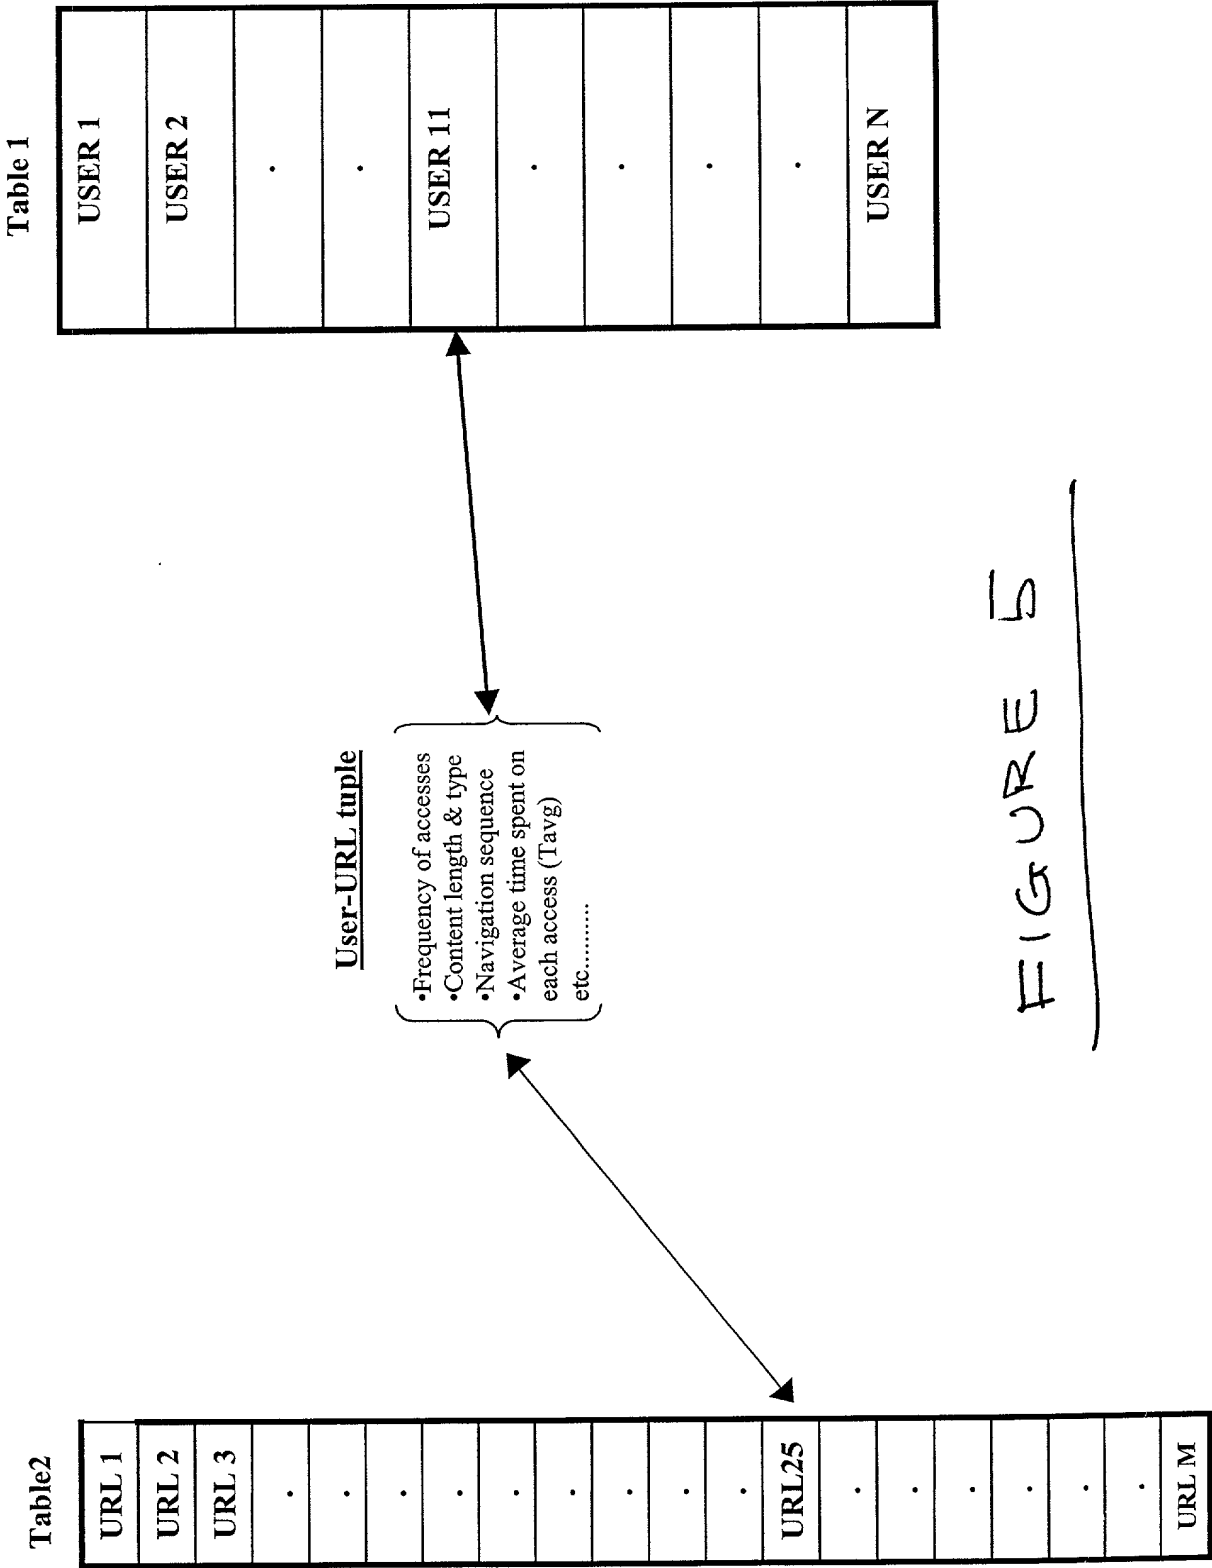 Table2
URL 1
URL 2
URL 3
.
.
.
.
.
.
.
.
.
URL25
.
.
.
.
.
.
URL M
User-URL tuple
•Frequency of accesses
•Content length & type
•Navigation sequence
•Average time spent on
each access (Tavg)
etc..........
Table 1
USER 1
USER 2
.
.
USER 11
.
.
.
.
USER N
FIGURE 5